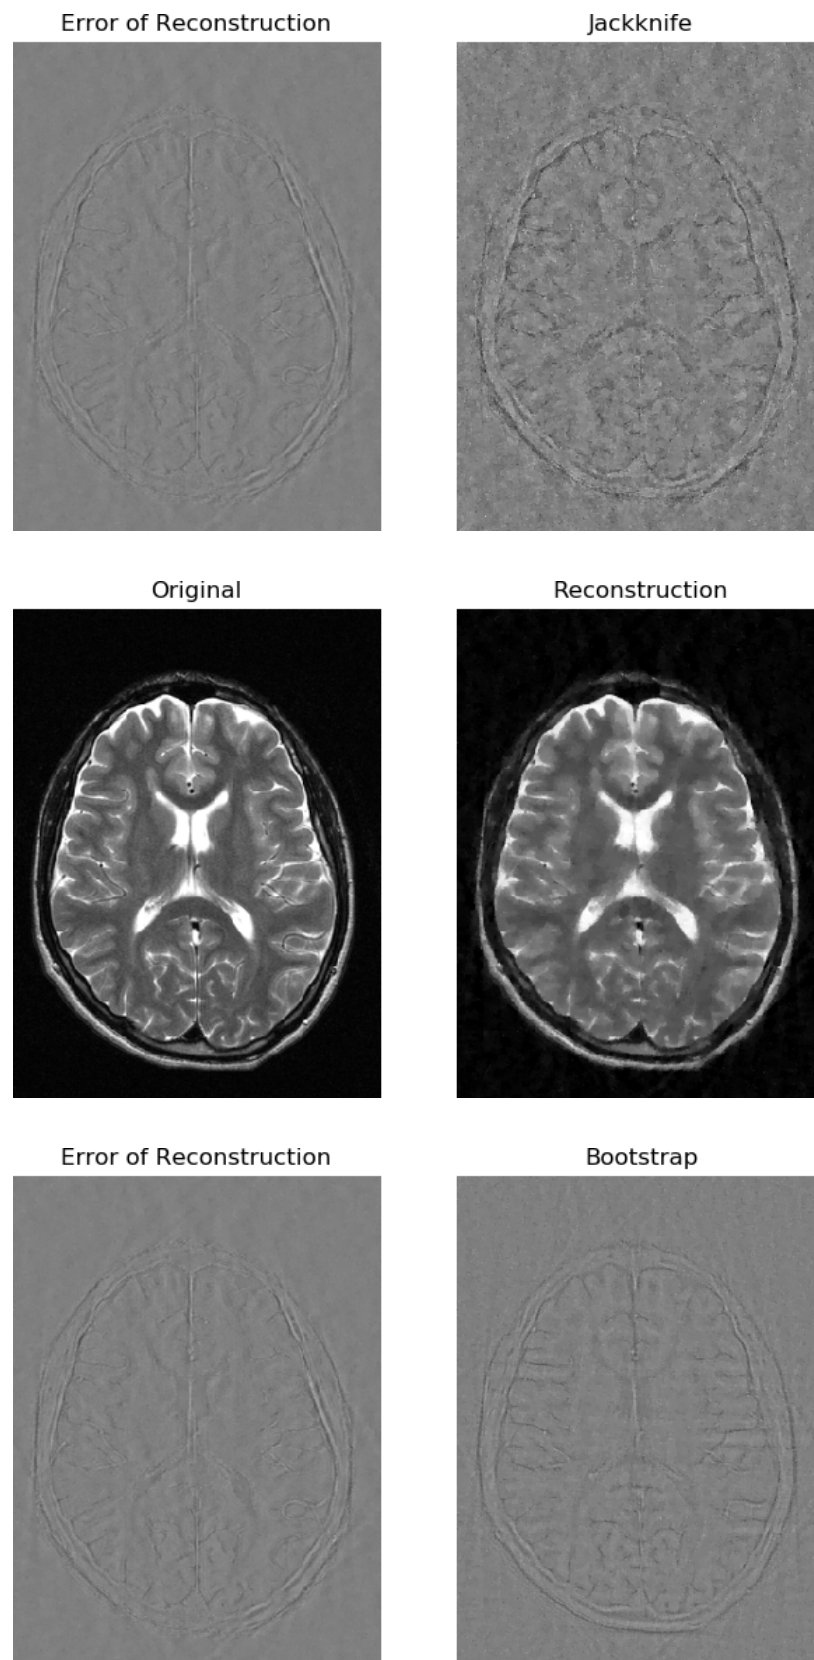 Error of Reconstruction
Jackknife
Original
Reconstruction
Error of Reconstruction
Bootstrap